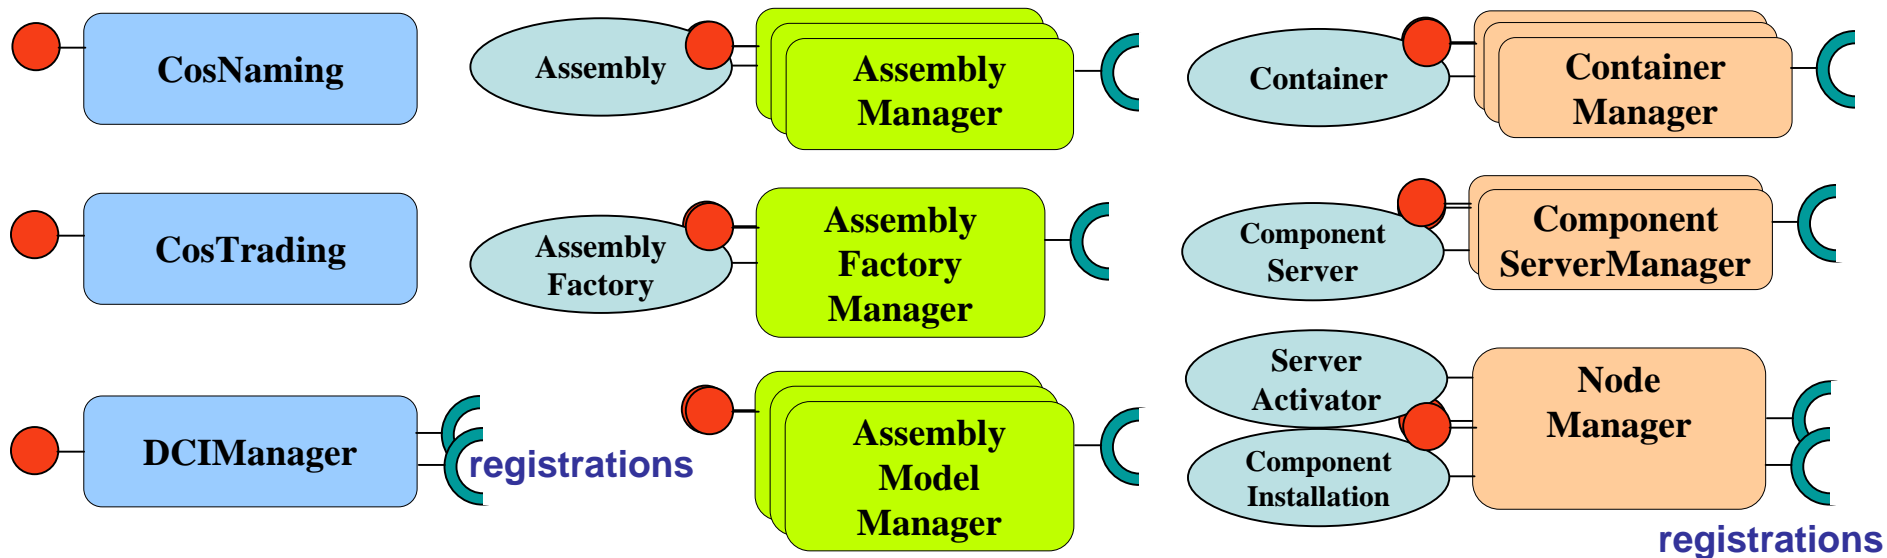 CosNaming
Assembly
Assembly
Manager
Container
Container
Manager
CosTrading
Assembly
Factory
Assembly
Factory
Manager
Component
Server
Component
ServerManager
DCIManager
registrations
Assembly
Model
Manager
Server
Activator
Component
Installation
Node
Manager
registrations